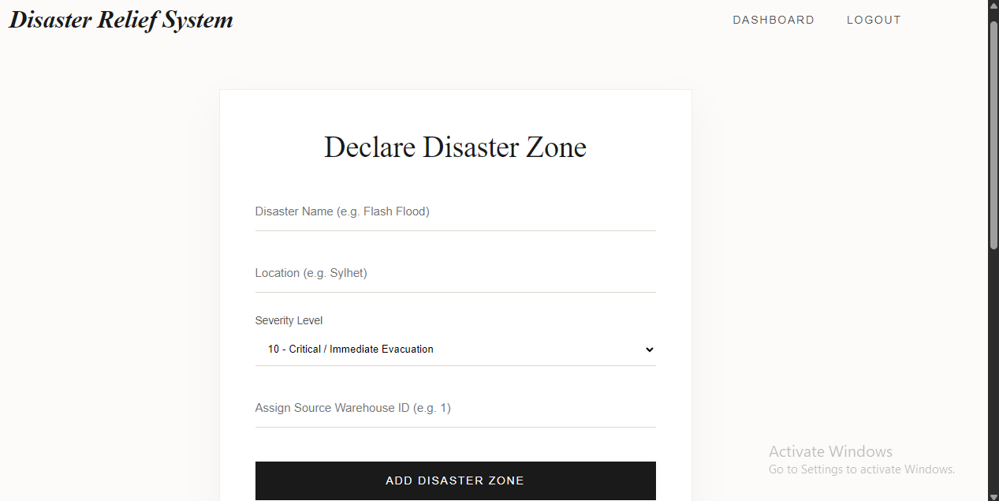 Disaster Relief System
DASHBOARD LOGOUT
Declare Disaster Zone
Disaster Name (e.g. Flash Flood)
Location (e.g. Sylhet)
Severity Level
10 - Critical / Immediate Evacuation
Assign Source Warehouse ID (e.g. 1)
ADD DISASTER ZONE
Activate Windows
Go to Settings to activate Windows.